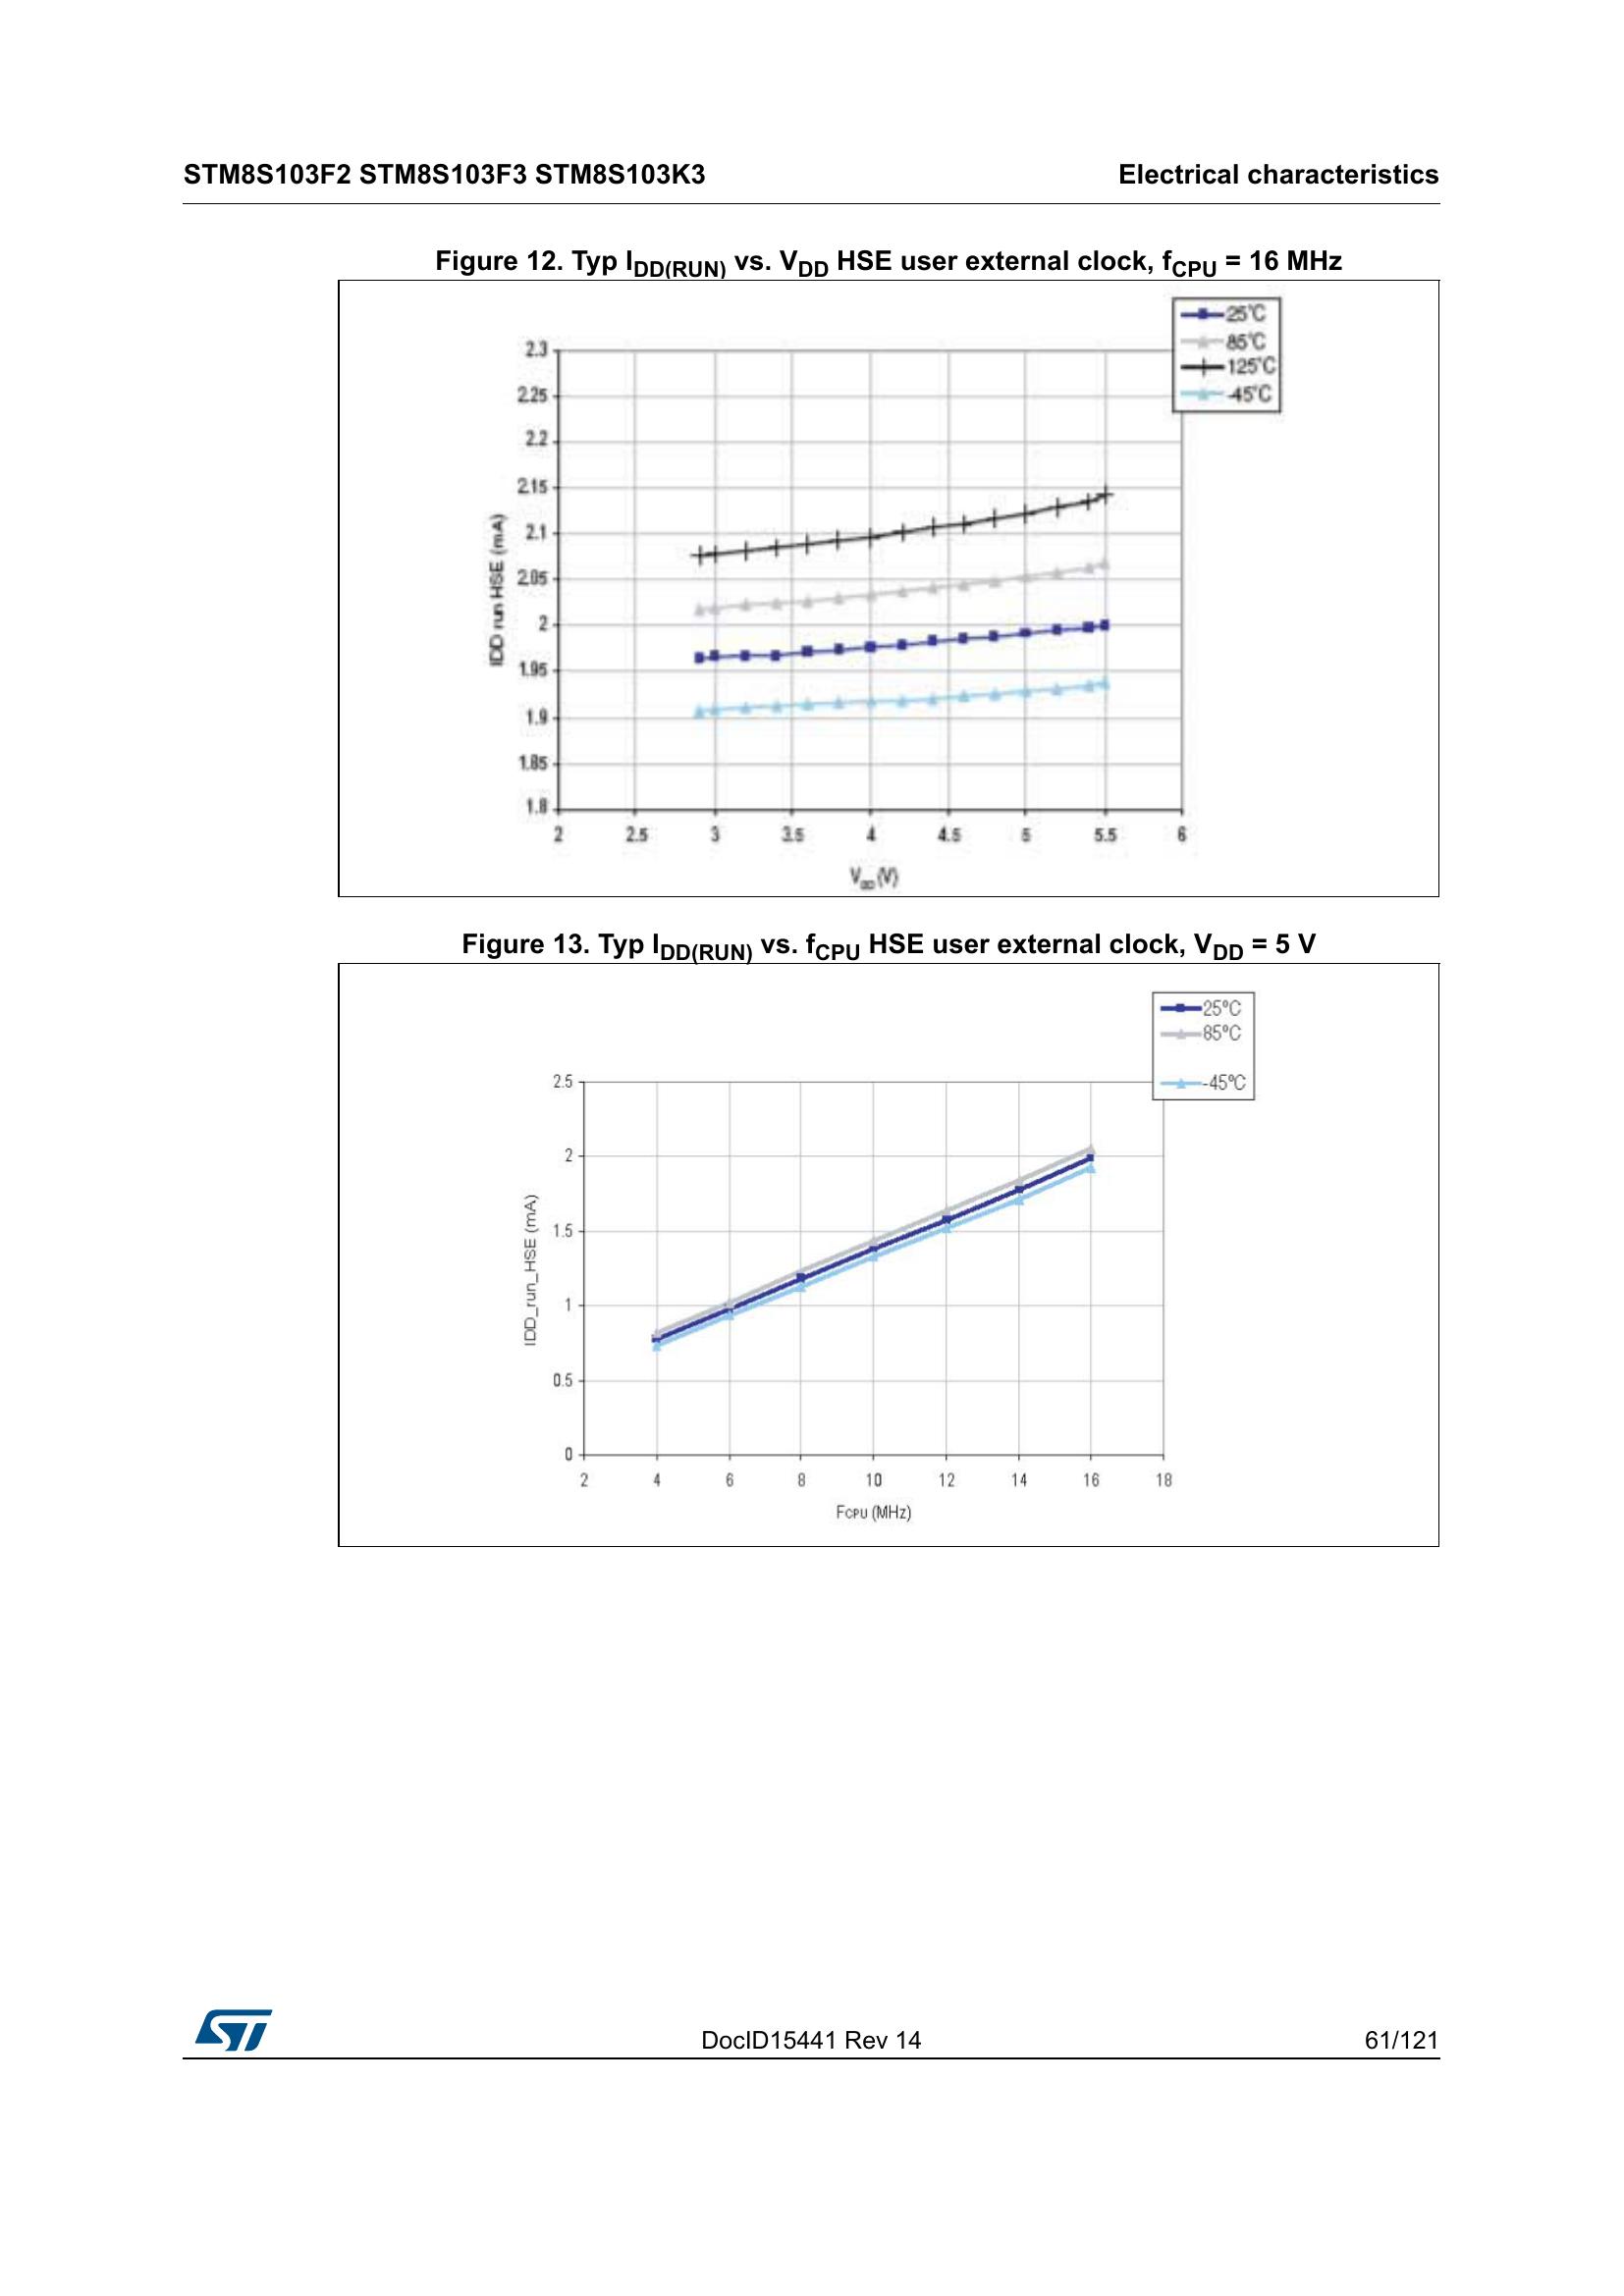 STM8S103F2 STM8S103F3 STM8S103K3 Electrical characteristics
Figure 12. Typ IDD(RUN) vs. VDD HSE user external clock, fCPU = 16 MHz
25°C
85°C
125°C
-45°C
2.3
2.25
2.2
2.15
2.1
2.05
2
1.95
1.9
1.85
1.8
IDD run HSE (mA)
2 2.5 3 3.5 4 4.5 5 5.5 6
VDD (V)
Figure 13. Typ IDD(RUN) vs. fCPU HSE user external clock, VDD = 5 V
25ºC
85ºC
-45ºC
2.5
2
1.5
1
0.5
0
IDD_run_HSE (mA)
2 4 6 8 10 12 14 16 18
FCPU (MHz)
ST
DocID15441 Rev 14 61/121